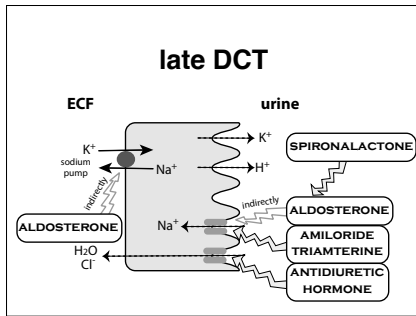 late DCT
ECF
urine
K+
sodium
pump
Na+
indirectly
ALDOSTERONE
H2O
Cl-
Na+
K+
H+
indirectly
SPIRONALACTONE
ALDOSTERONE
AMILORIDE
TRIAMTERINE
ANTIDIURETIC
HORMONE